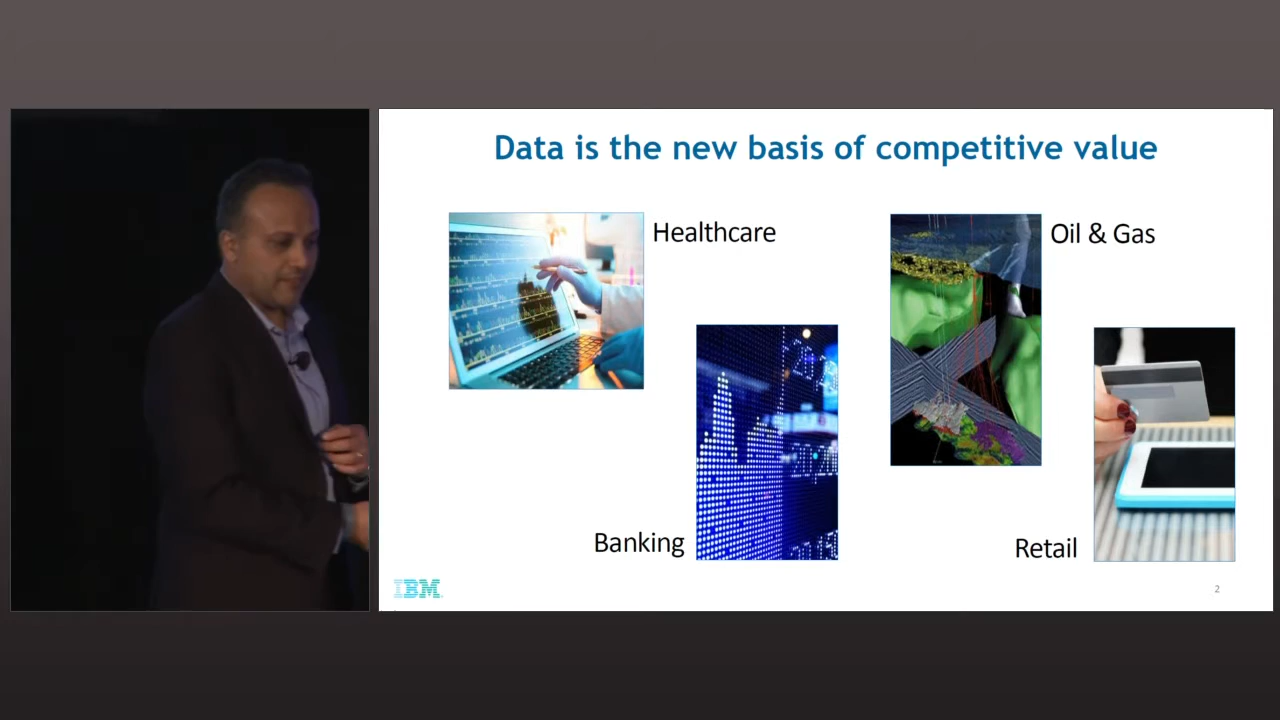 Data is the new basis of competitive value
Healthcare
Oil & Gas
Banking
Retail
IBM
2